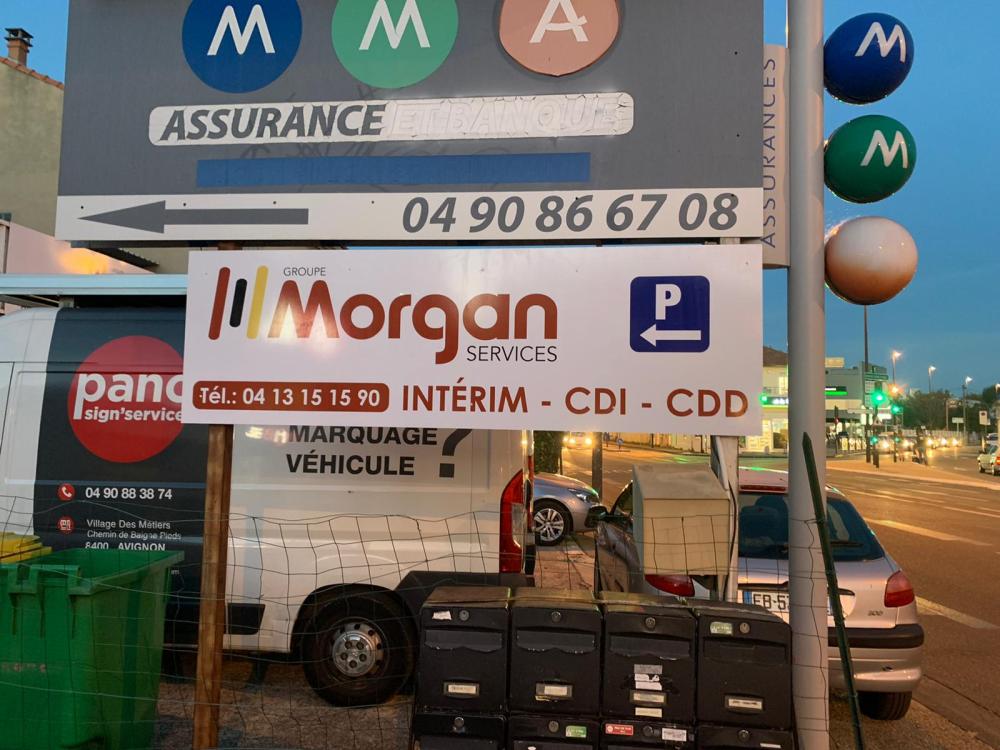 M M A
ASSURANCE ET BANQUE
04 90 86 67 08
ASSURANCES
M
M
GROUPE
Morgan
SERVICES
P
Tél.: 04 13 15 15 90
INTÉRIM - CDI - CDD
pano
sign'service
MARQUAGE
VÉHICULE ?
04 90 88 38 74
Village Des Métiers
Chemin de Baigne Pieds
8400 AVIGNON